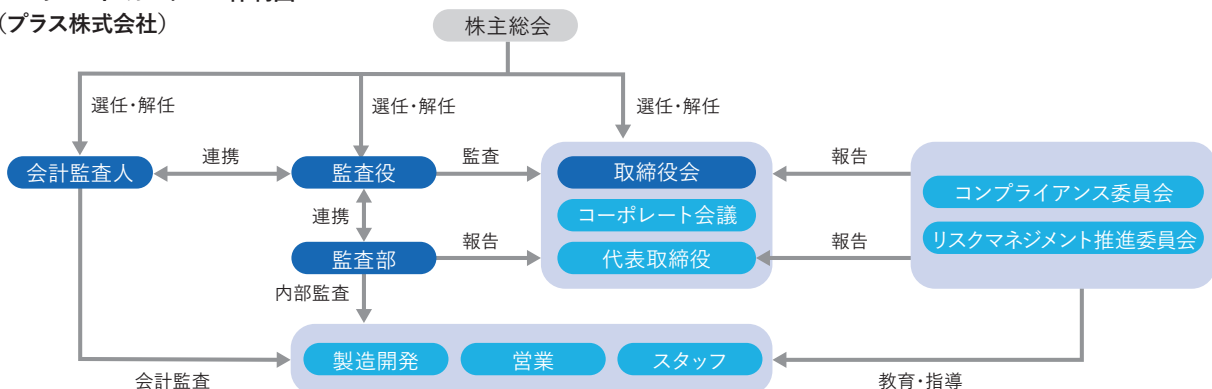 (プラス株式会社)
株主総会
選任・解任
選任・解任
選任・解任
会計監査人
連携
監査役
監査
取締役会
報告
コンプライアンス委員会
コーポレート会議
連携
リスクマネジメント推進委員会
監査部
報告
代表取締役
報告
内部監査
製造開発
営業
スタッフ
会計監査
教育・指導